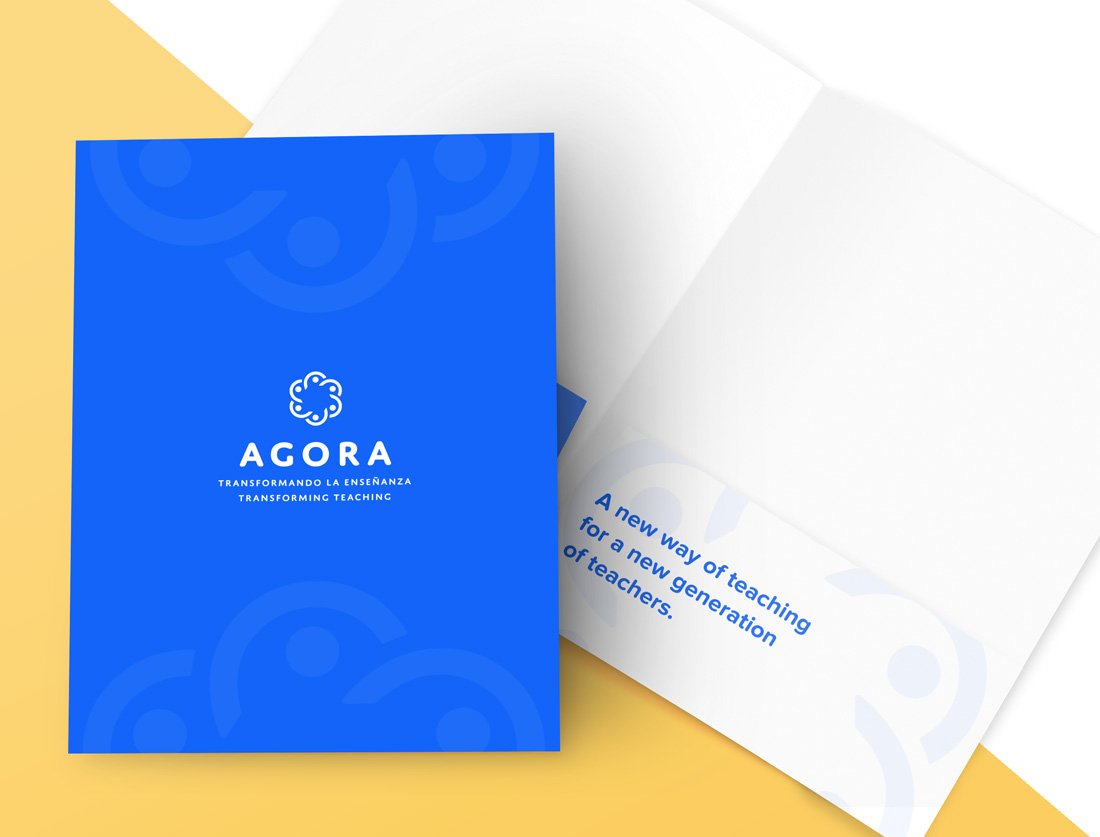 AGORA
TRANSFORMANDO LA ENSEÑANZA
TRANSFORMING TEACHING
A new way of teaching
for a new generation
of teachers.